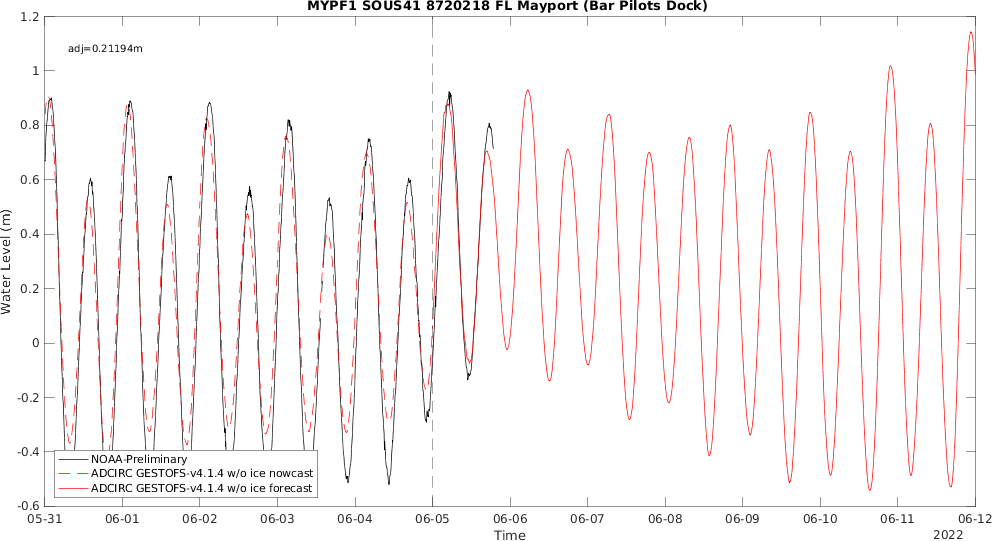 MYPF1 SOUS41 8720218 FL Mayport (Bar Pilots Dock)
1.2
1
0.8
0.6
0.4
0.2
0
-0.2
-0.4
-0.6
Water Level (m)
adj=0.21194m
NOAA-Preliminary
ADCIRC GESTOFS-v4.1.4 w/o ice nowcast
ADCIRC GESTOFS-v4.1.4 w/o ice forecast
05-31 06-01 06-02 06-03 06-04 06-05 06-06 06-07 06-08 06-09 06-10 06-11 06-12
Time
2022